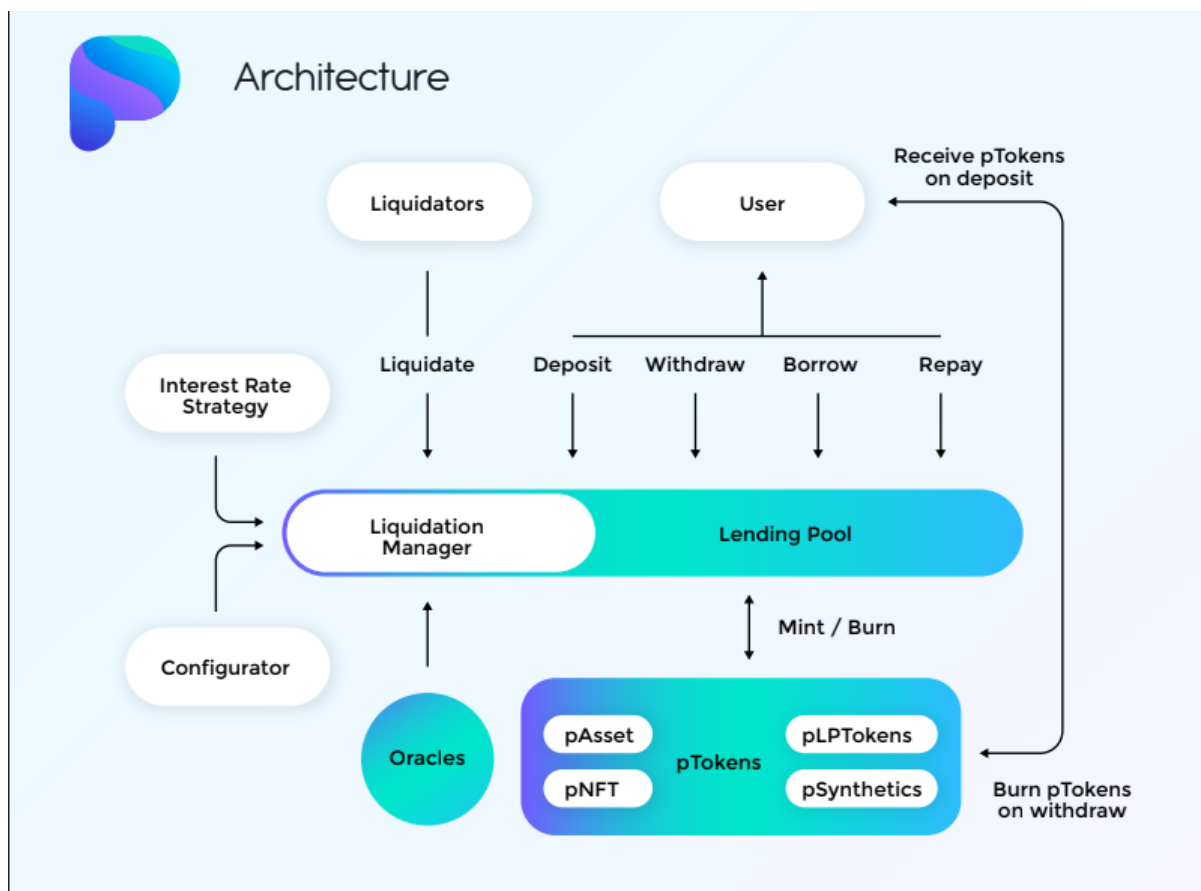 Architecture
Receive pTokens
on deposit
Liquidators
User
Liquidate
Deposit
Withdraw
Borrow
Repay
Interest Rate
Strategy
Liquidation
Manager
Lending Pool
Mint / Burn
Configurator
Oracles
pAsset
pLPTokens
pTokens
pNFT
pSynthetics
Burn pTokens
on withdraw